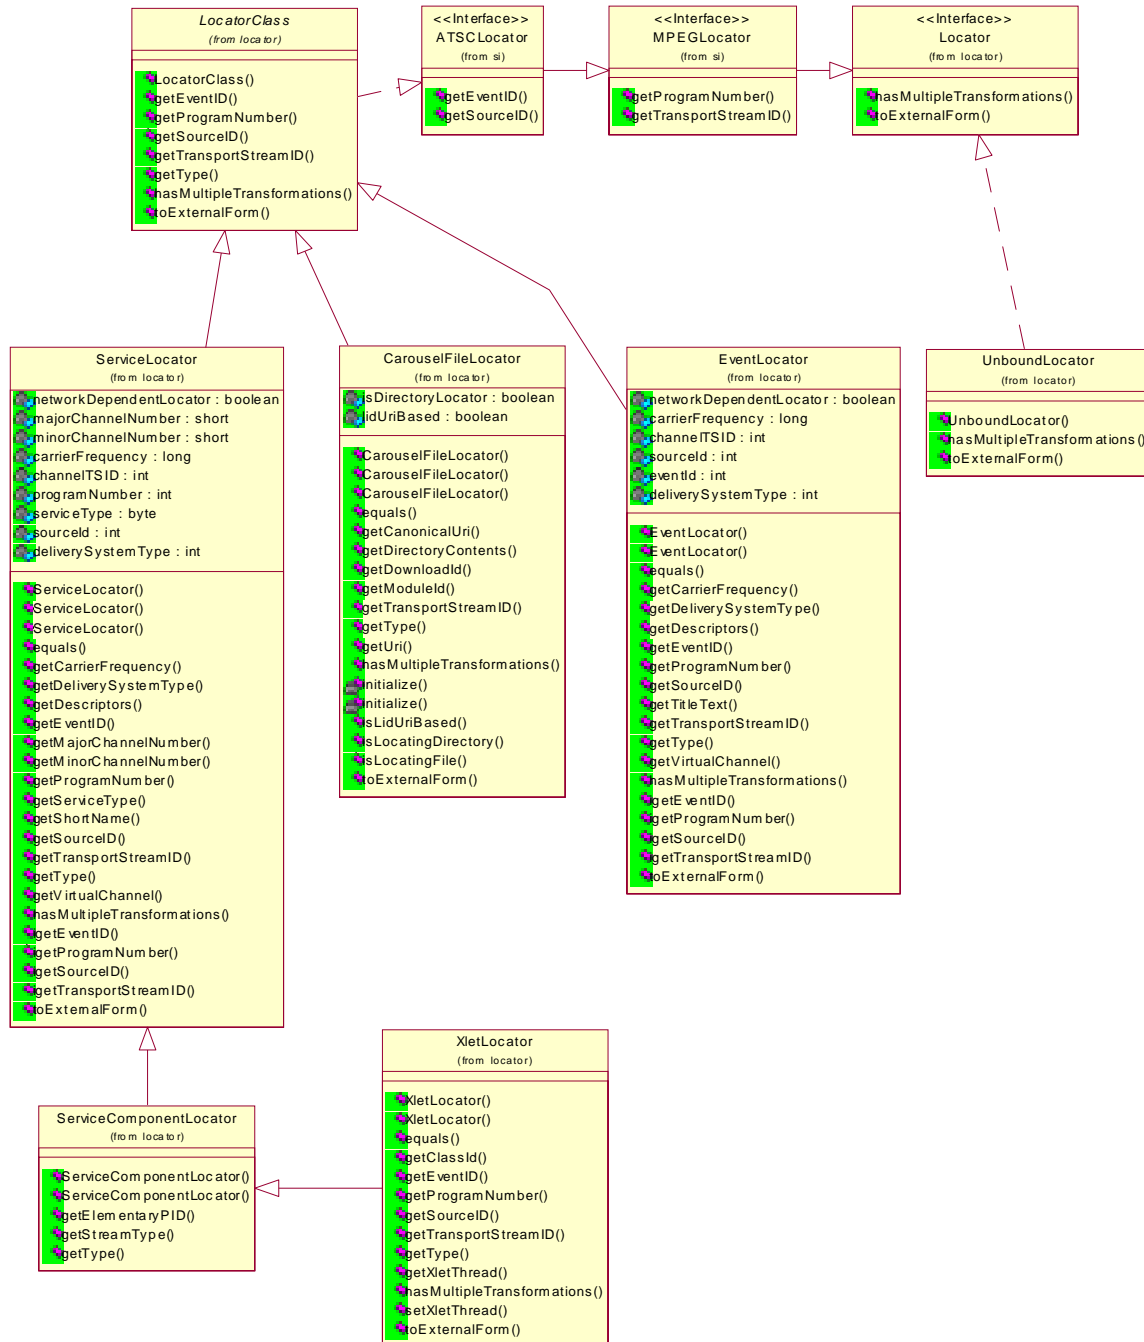 LocatorClass
(from locator)
LocatorClass()
getEventID()
getProgramNumber()
getSourceID()
getTransportStreamID()
getType()
hasMultipleTransformations()
toExternalForm()
<<Interface>>
ATSCLocator
(from si)
getEventID()
getSourceID()
<<Interface>>
MPEGLocator
(from si)
getProgramNumber()
getTransportStreamID()
<<Interface>>
Locator
(from locator)
hasMultipleTransformations()
toExternalForm()
ServiceLocator
(from locator)
networkDependentLocator : boolean
majorChannelNumber : short
minorChannelNumber : short
carrierFrequency : long
channelTSID : int
programNumber : int
serviceType : byte
sourceId : int
deliverySystemType : int
ServiceLocator()
ServiceLocator()
ServiceLocator()
equals()
getCarrierFrequency()
getDeliverySystemType()
getDescriptors()
getEventID()
getMajorChannelNumber()
getMinorChannelNumber()
getProgramNumber()
getServiceType()
getShortName()
getSourceID()
getTransportStreamID()
getType()
getVirtualChannel()
hasMultipleTransformations()
getEventID()
getProgramNumber()
getSourceID()
getTransportStreamID()
toExternalForm()
CarouselFileLocator
(from locator)
isDirectoryLocator : boolean
lidUriBased : boolean
CarouselFileLocator()
CarouselFileLocator()
CarouselFileLocator()
equals()
getCanonicalUri()
getDirectoryContents()
getDownloadId()
getModuleId()
getTransportStreamID()
getType()
getUri()
hasMultipleTransformations()
initialize()
initialize()
isLidUriBased()
isLocatingDirectory()
isLocatingFile()
toExternalForm()
EventLocator
(from locator)
networkDependentLocator : boolean
carrierFrequency : long
channelTSID : int
sourceId : int
eventId : int
deliverySystemType : int
EventLocator()
EventLocator()
equals()
getCarrierFrequency()
getDeliverySystemType()
getDescriptors()
getEventID()
getProgramNumber()
getSourceID()
getTitleText()
getTransportStreamID()
getType()
getVirtualChannel()
hasMultipleTransformations()
getEventID()
getProgramNumber()
getSourceID()
getTransportStreamID()
toExternalForm()
UnboundLocator
(from locator)
UnboundLocator()
hasMultipleTransformations()
toExternalForm()
ServiceComponentLocator
(from locator)
ServiceComponentLocator()
ServiceComponentLocator()
getElementaryPID()
getStreamType()
getType()
XletLocator
(from locator)
XletLocator()
XletLocator()
equals()
getClassId()
getEventID()
getProgramNumber()
getSourceID()
getTransportStreamID()
getType()
getXletThread()
hasMultipleTransformations()
setXletThread()
toExternalForm()